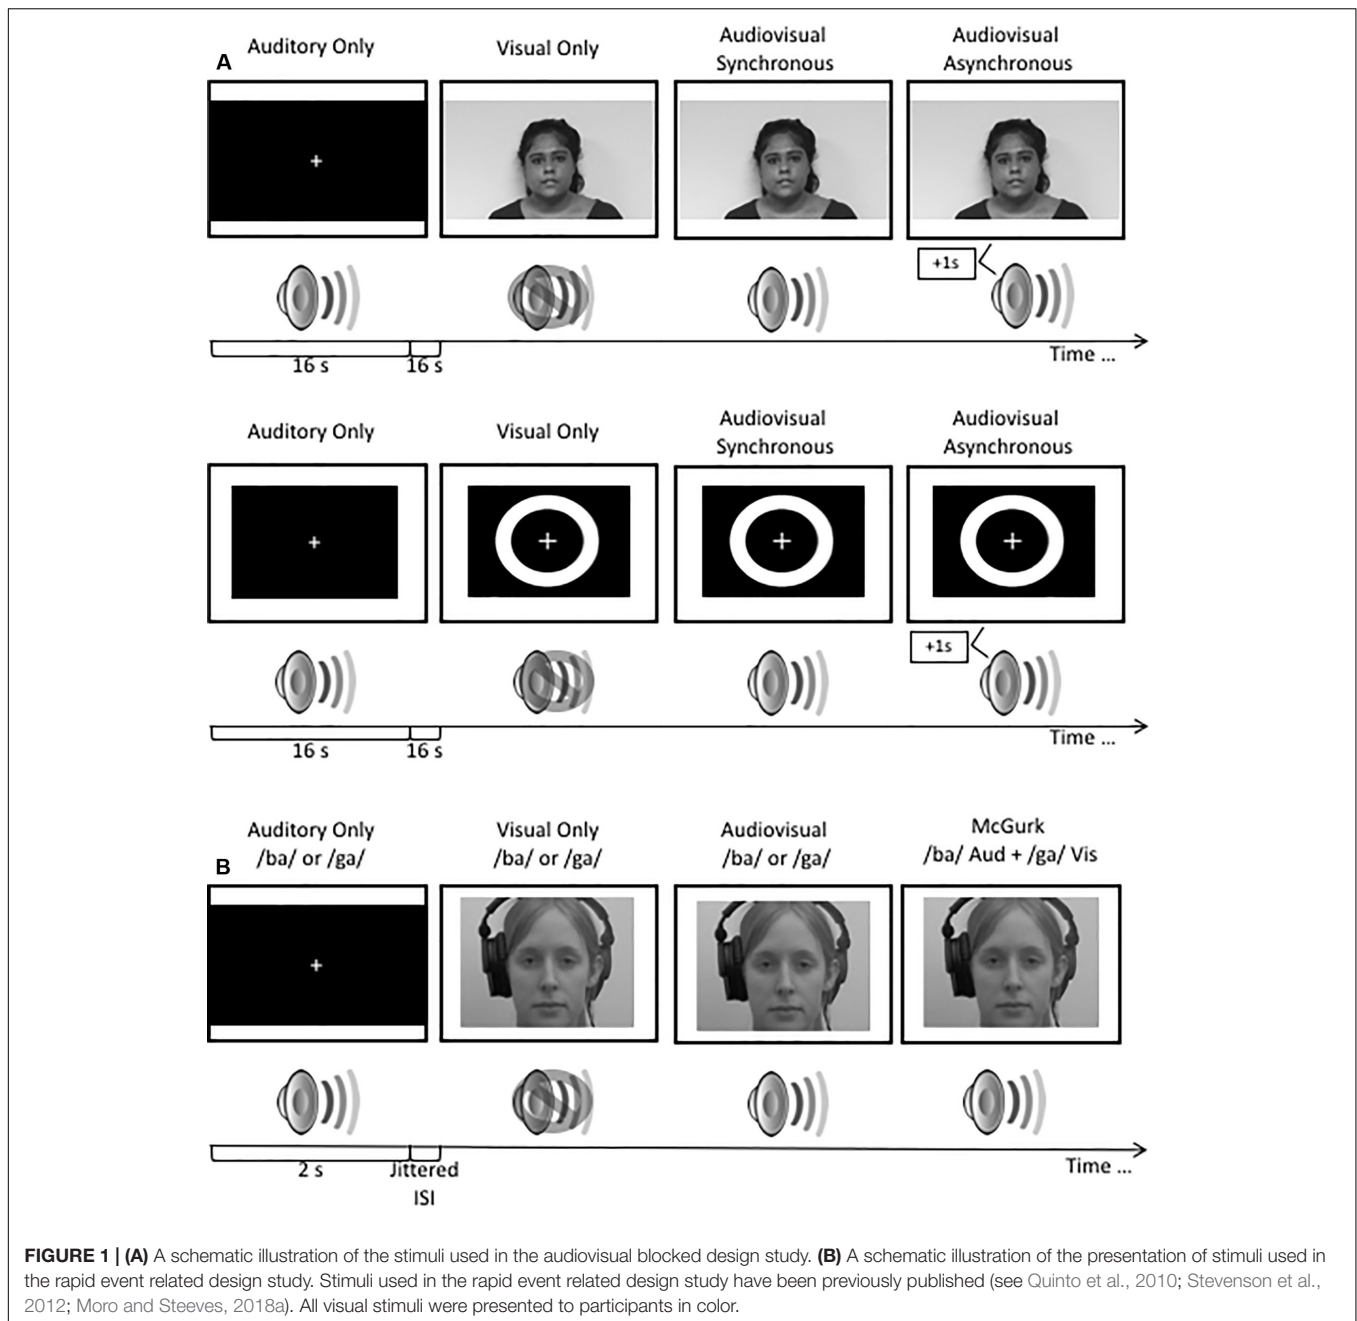 A
Auditory Only
Visual Only
Audiovisual
Synchronous
Audiovisual
Asynchronous
+1s
16 s
16 s
Time ...
Auditory Only
Visual Only
Audiovisual
Synchronous
Audiovisual
Asynchronous
+1s
16 s
16 s
Time ...
B
Auditory Only
/ba/ or /ga/
Visual Only
/ba/ or /ga/
Audiovisual
/ba/ or /ga/
McGurk
/ba/ Aud + /ga/ Vis
2 s
Jittered
ISI
Time ...
FIGURE 1 | (A) A schematic illustration of the stimuli used in the audiovisual blocked design study. (B) A schematic illustration of the presentation of stimuli used in
the rapid event related design study. Stimuli used in the rapid event related design study have been previously published (see Quinto et al., 2010; Stevenson et al.,
2012; Moro and Steeves, 2018a). All visual stimuli were presented to participants in color.